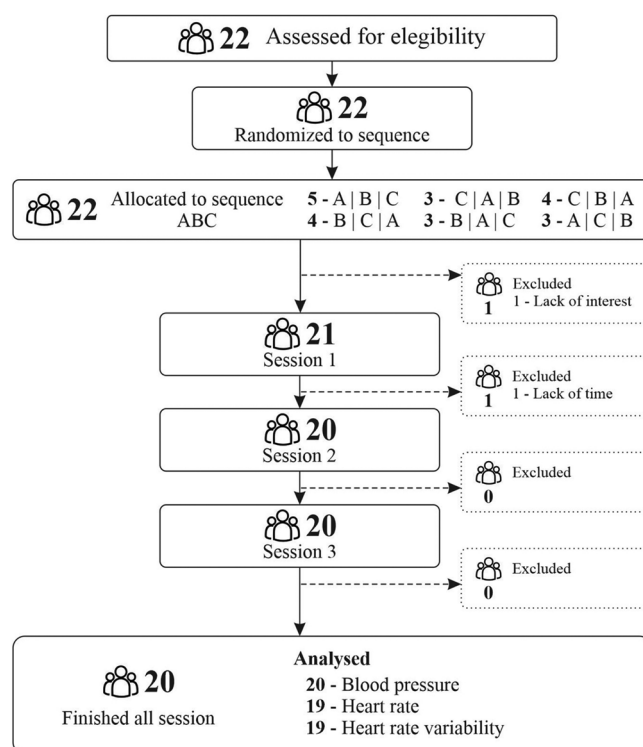 22 Assessed for elegibility
22
Randomized to sequence
22 Allocated to sequence ABC
5 - A | B | C 3 - C | A | B 4 - C | B | A
4 - B | C | A 3 - B | A | C 3 - A | C | B
Excluded
1 1 - Lack of interest
21
Session 1
Excluded
1 1 - Lack of time
20
Session 2
Excluded
0
20
Session 3
Excluded
0
20
Finished all session
Analysed
20 - Blood pressure
19 - Heart rate
19 - Heart rate variability